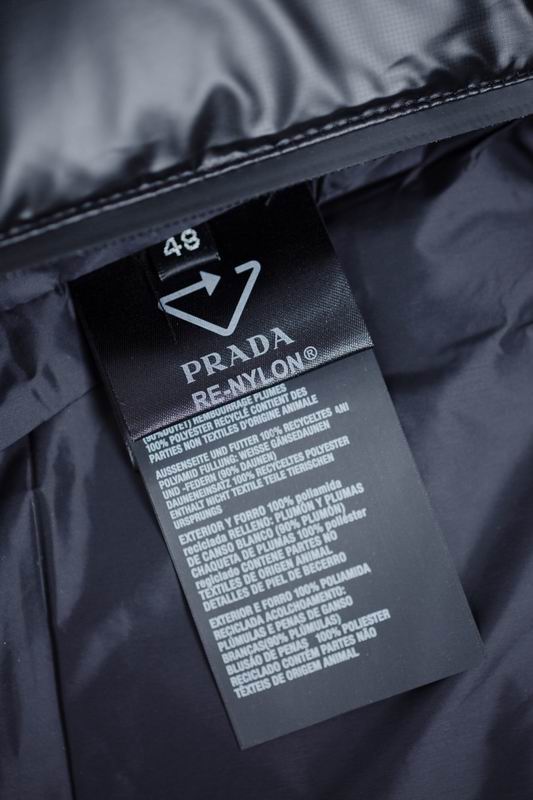 48
PRADA
RE-NYLON®
REMBOURRAGE PLUMES
100% POLYESTER RECYCLÉ CONTENT DES
PARTIES NON TEXTILES D'ORIGINE ANIMALE
AUSSENSEITE UND FUTTER 100% RECYCELTES
POLYAMID FULLUNG: WEISSE GÄNSEDAUNEN
UND -FEDERN (90% DAUNEN)
DAUNENEINSATZ 100% RECYCELTES POLYESTER
ENTHÄLT NICHT TEXTILE TEILE TIERISCHEN
URSPRUNGS
EXTERIOR Y FORRO 100% poliamida
reciclada RELLENO: PLUMÓN Y PLUMAS
DE GANSO BLANCO (90% PLUMÓN)
CHAQUETA DE PLUMAS 100% poliéster
reciclado CONTIENE PARTES NO
TEXTILES DE ORIGEN ANIMAL
DETALLES DE PIEL DE BECERRO
EXTERIOR E FORRO 100% POLIAMIDA
RECICLADA ACOLCHOAMENTO:
PLÚMULAS E PENAS DE GANSO
BRANCAS(90% PLÚMULAS)
BLUSÃO DE PENAS 100% POLIESTER
RECICLADO CONTÉM PARTES NÃO
TÊXTEIS DE ORIGEM ANIMAL